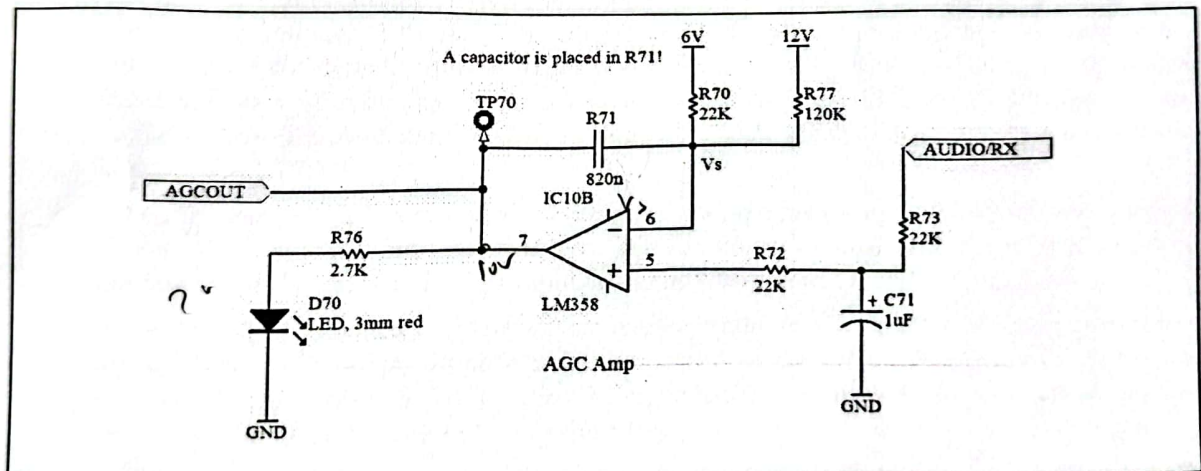 6V
12V
A capacitor is placed in R71!
TP70
R71
R70
22K
R77
120K
AUDIO/RX
Vs
820n
AGCOUT
IC10B
6
−
R73
22K
R76
2.7K
7
5
+
R72
22K
10V
LM358
D70
LED, 3mm red
+ C71
1uF
AGC Amp
GND
GND